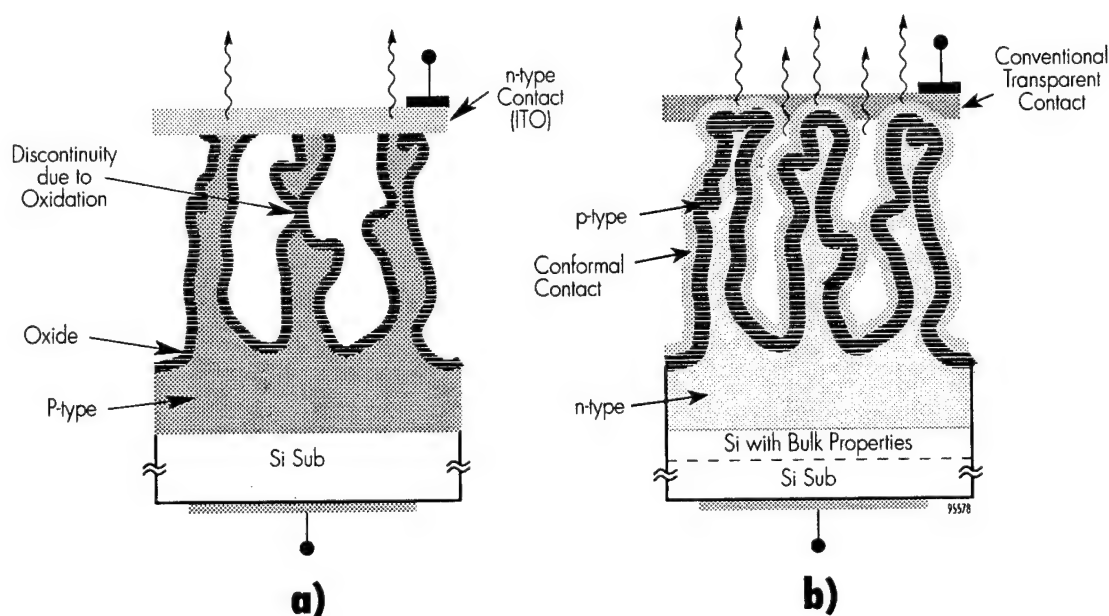 n-type
Contact
(ITO)
Discontinuity
due to
Oxidation
Oxide
P-type
Si Sub
a)
Conventional
Transparent
Contact
p-type
Conformal
Contact
n-type
Si with Bulk Properties
Si Sub
95578
b)